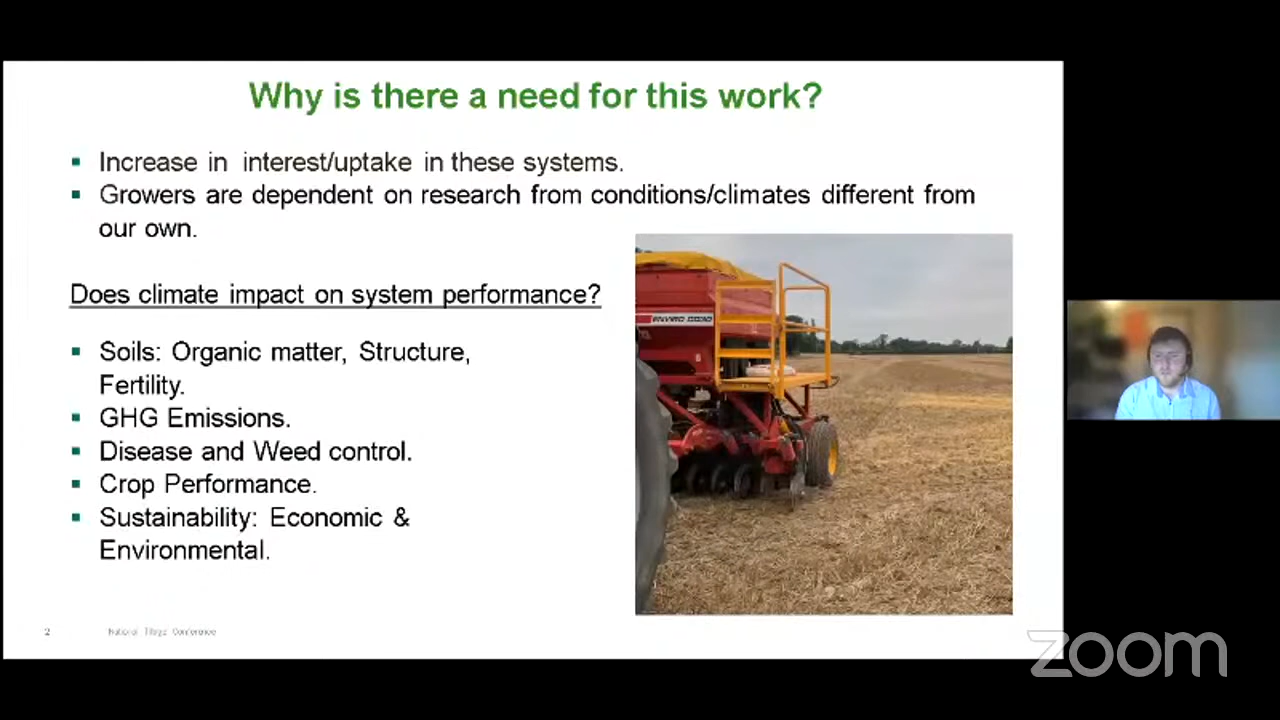 Why is there a need for this work?
Increase in interest/uptake in these systems.
Growers are dependent on research from conditions/climates different from
our own.
Does climate impact on system performance?
Soils: Organic matter, Structure,
Fertility.
GHG Emissions.
Disease and Weed control.
Crop Performance.
Sustainability: Economic &
Environmental.
2
National Tillage Conference
zoom